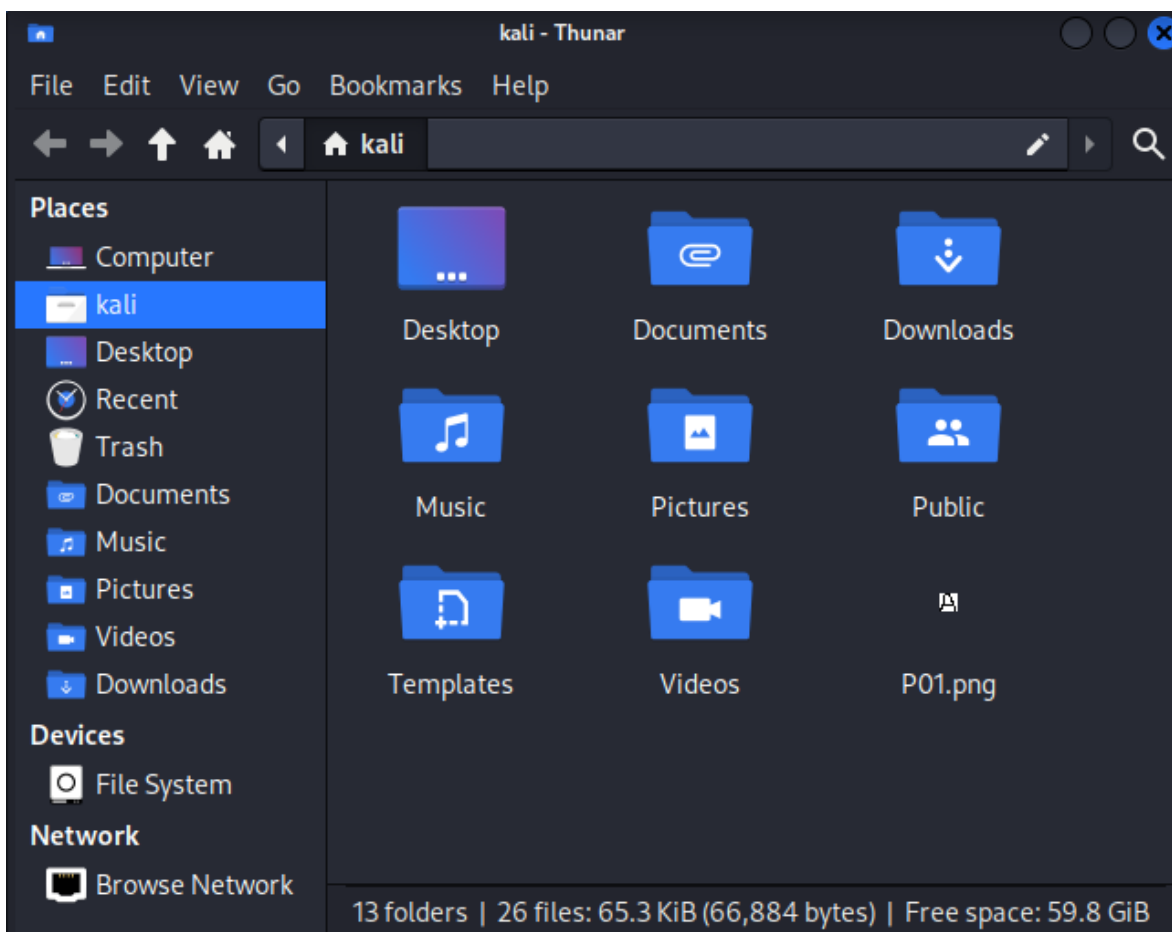 kali - Thunar
File Edit View Go Bookmarks Help
kali
Places
Computer
kali
Desktop
Recent
Trash
Documents
Music
Pictures
Videos
Downloads
Devices
File System
Network
Browse Network
Desktop Documents Downloads
Music Pictures Public
Templates Videos P01.png
13 folders | 26 files: 65.3 KiB (66,884 bytes) | Free space: 59.8 GiB